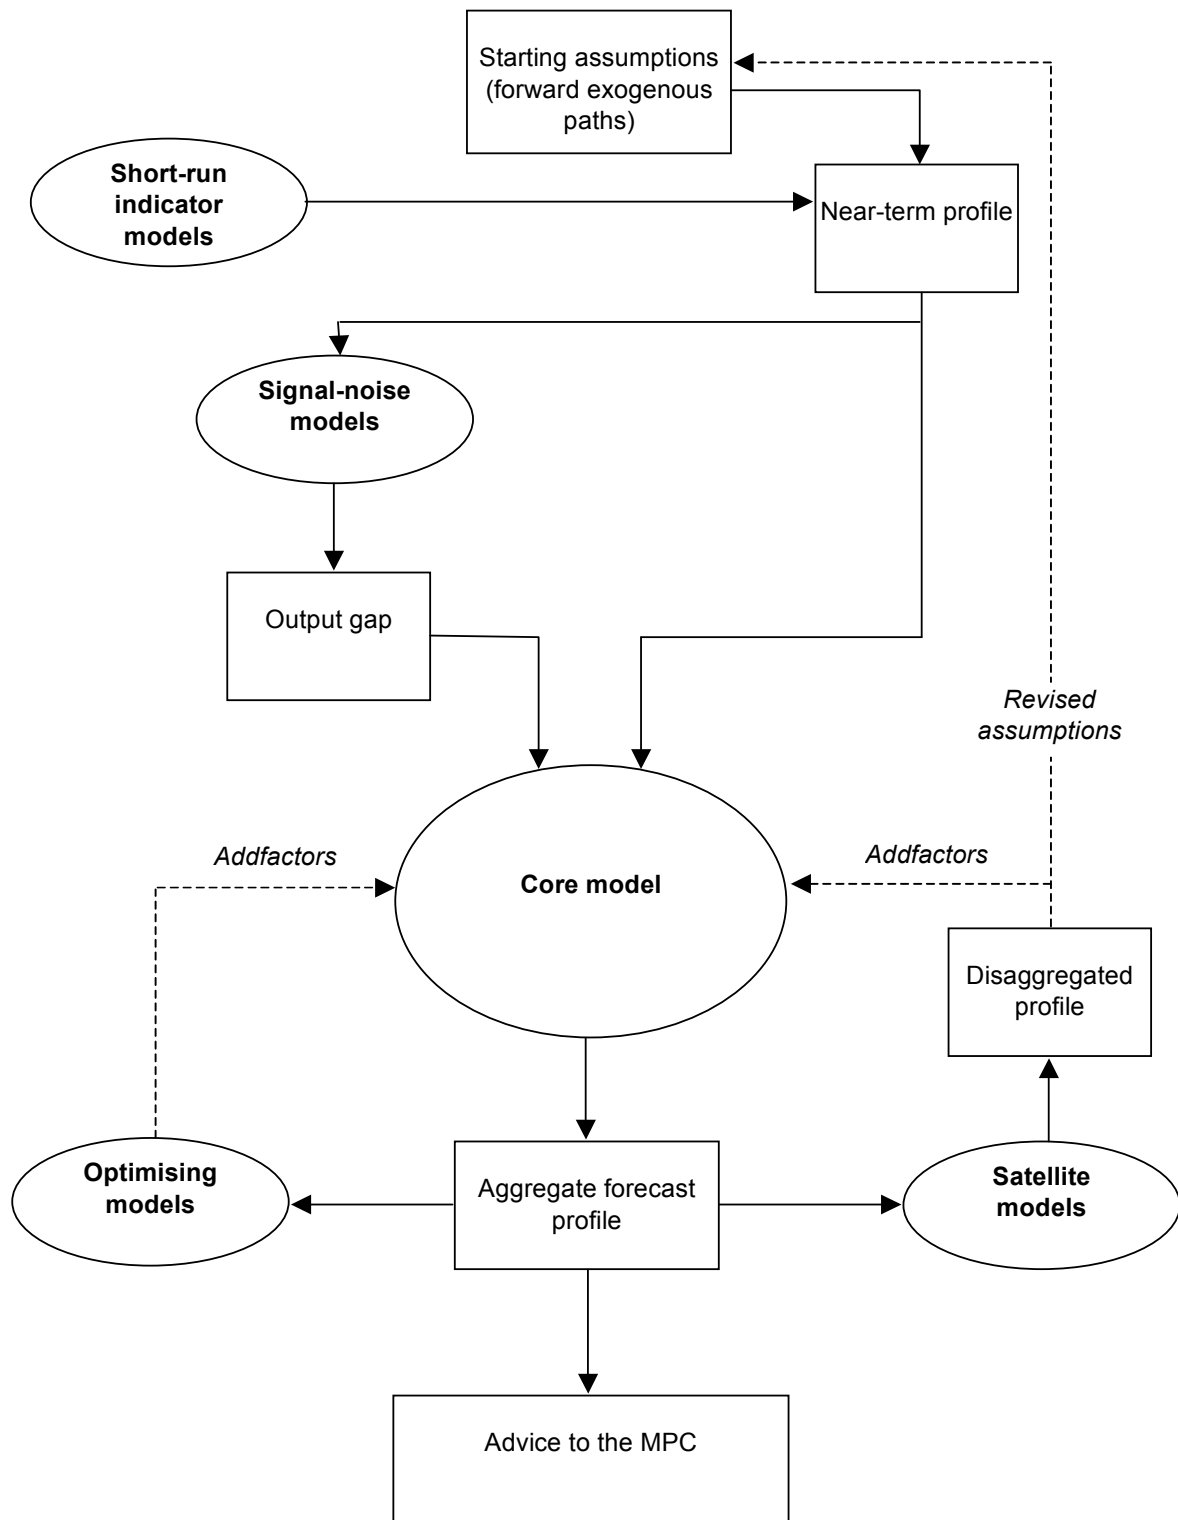 Starting assumptions
(forward exogenous
paths)
Short-run
indicator
models
Near-term profile
Signal-noise
models
Output gap
Revised
assumptions
Addfactors
Addfactors
Core model
Disaggregated
profile
Optimising
models
Aggregate forecast
profile
Satellite
models
Advice to the MPC